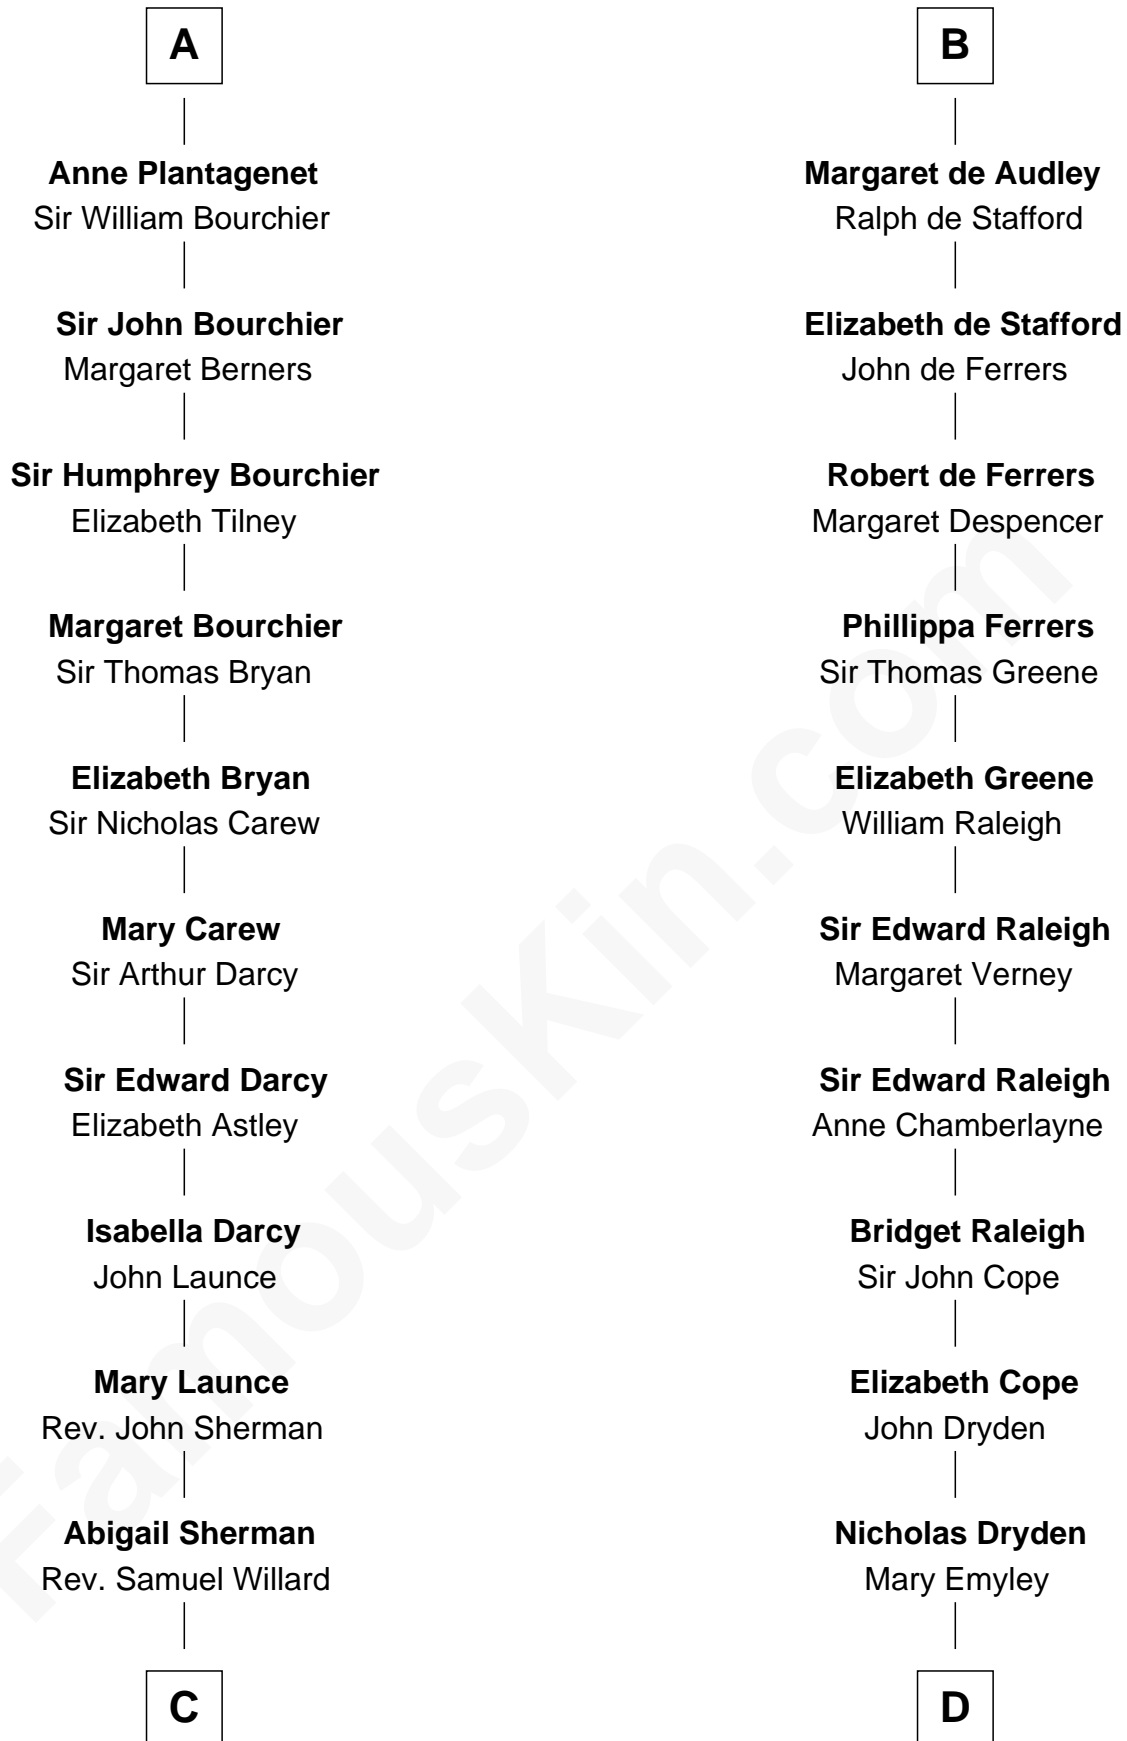 A
Anne Plantagenet
Sir William Bourchier
Sir John Bourchier
Margaret Berners
Sir Humphrey Bourchier
Elizabeth Tilney
Margaret Bourchier
Sir Thomas Bryan
Elizabeth Bryan
Sir Nicholas Carew
Mary Carew
Sir Arthur Darcy
Sir Edward Darcy
Elizabeth Astley
Isabella Darcy
John Launce
Mary Launce
Rev. John Sherman
Abigail Sherman
Rev. Samuel Willard
C
B
Margaret de Audley
Ralph de Stafford
Elizabeth de Stafford
John de Ferrers
Robert de Ferrers
Margaret Despencer
Phillippa Ferrers
Sir Thomas Greene
Elizabeth Greene
William Raleigh
Sir Edward Raleigh
Margaret Verney
Sir Edward Raleigh
Anne Chamberlayne
Bridget Raleigh
Sir John Cope
Elizabeth Cope
John Dryden
Nicholas Dryden
Mary Emyley
D
FamousKin.com